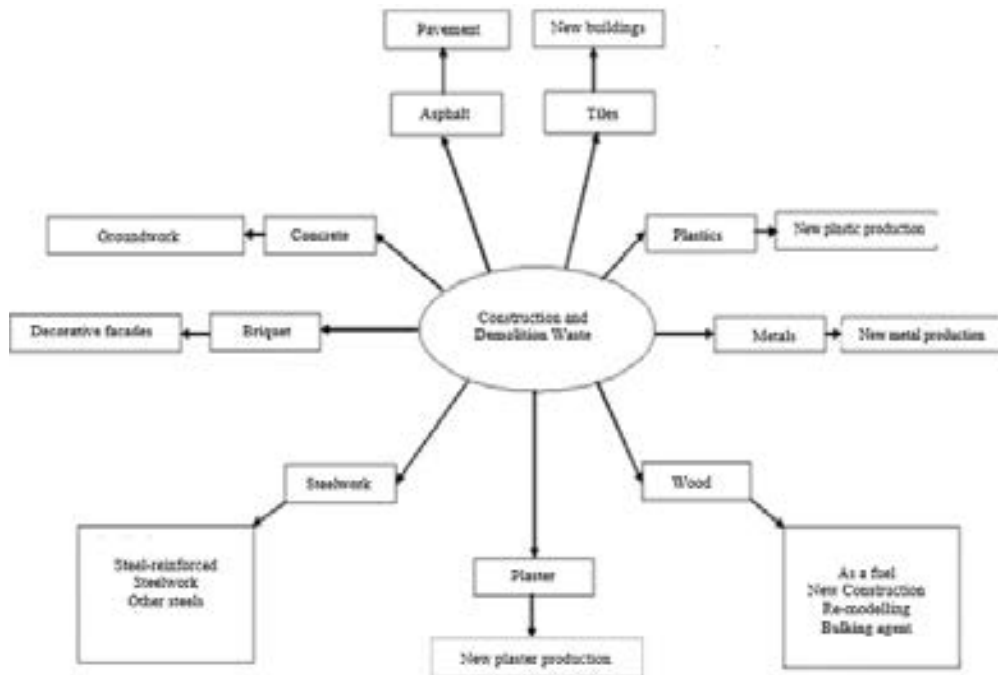 Pavement
New buildings
Asphalt
Tiles
Groundwork
Concrete
Plastics
New plastic production
Construction and
Demolition Waste
Decorative facades
Briquet
Metals
New metal production
Steelwork
Wood
Steel-reinforced
Steelwork
Other steels
Plaster
As a fuel
New Construction
Re-modelling
Bulking agent
New plaster production